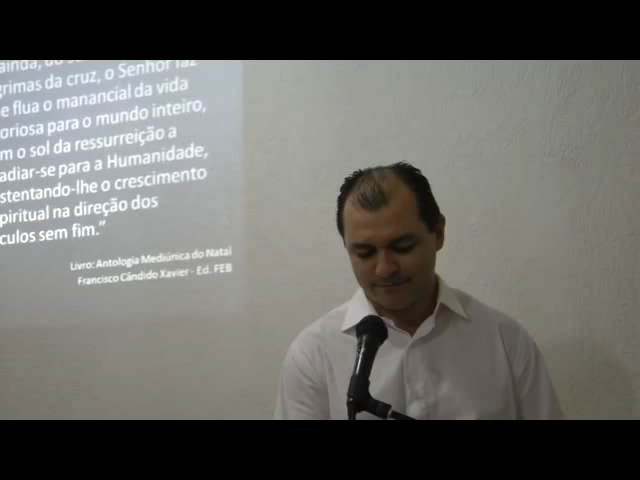 ainda, do
grimas da cruz, o Senhor faz
e flua o manancial da vida
oriosa para o mundo inteiro,
m o sol da ressurreição a
adiar-se para a Humanidade,
stentando-lhe o crescimento
piritual na direção dos
culos sem fim."
Livro: Antologia Mediúnica do Natal
Francisco Cândido Xavier - Ed. FEB